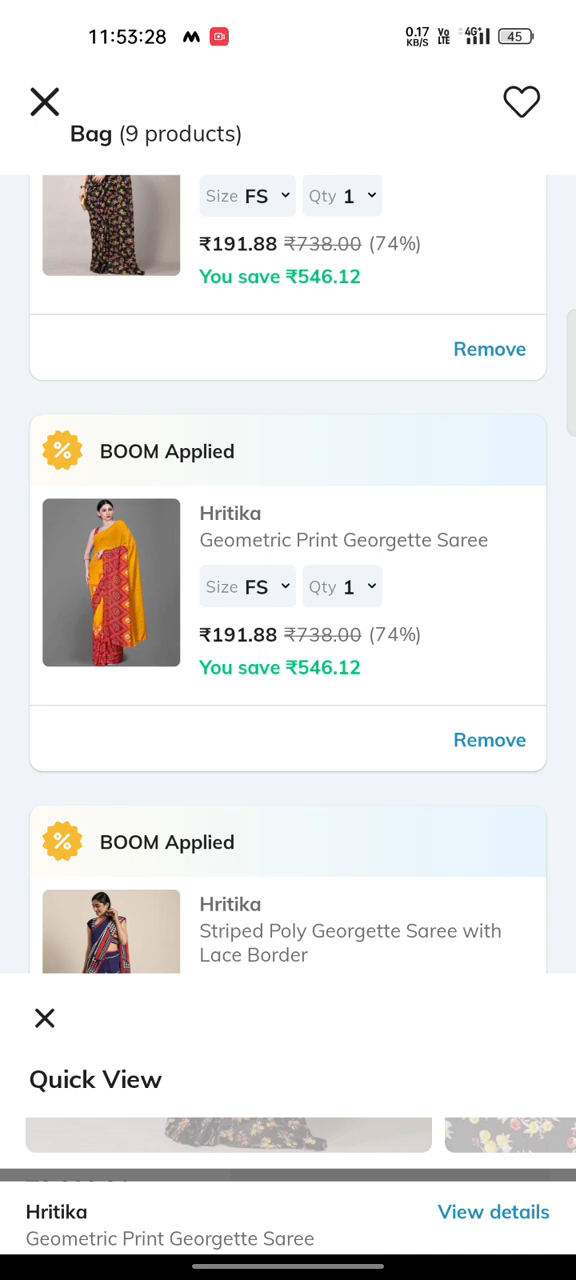 11:53:28
0.17 KB/S Vo LTE 4G+ 45
Bag (9 products)
Size FS Qty 1
₹191.88 ₹738.00 (74%)
You save ₹546.12
Remove
BOOM Applied
Hritika
Geometric Print Georgette Saree
Size FS Qty 1
₹191.88 ₹738.00 (74%)
You save ₹546.12
Remove
BOOM Applied
Hritika
Striped Poly Georgette Saree with
Lace Border
Quick View
Hritika View details
Geometric Print Georgette Saree